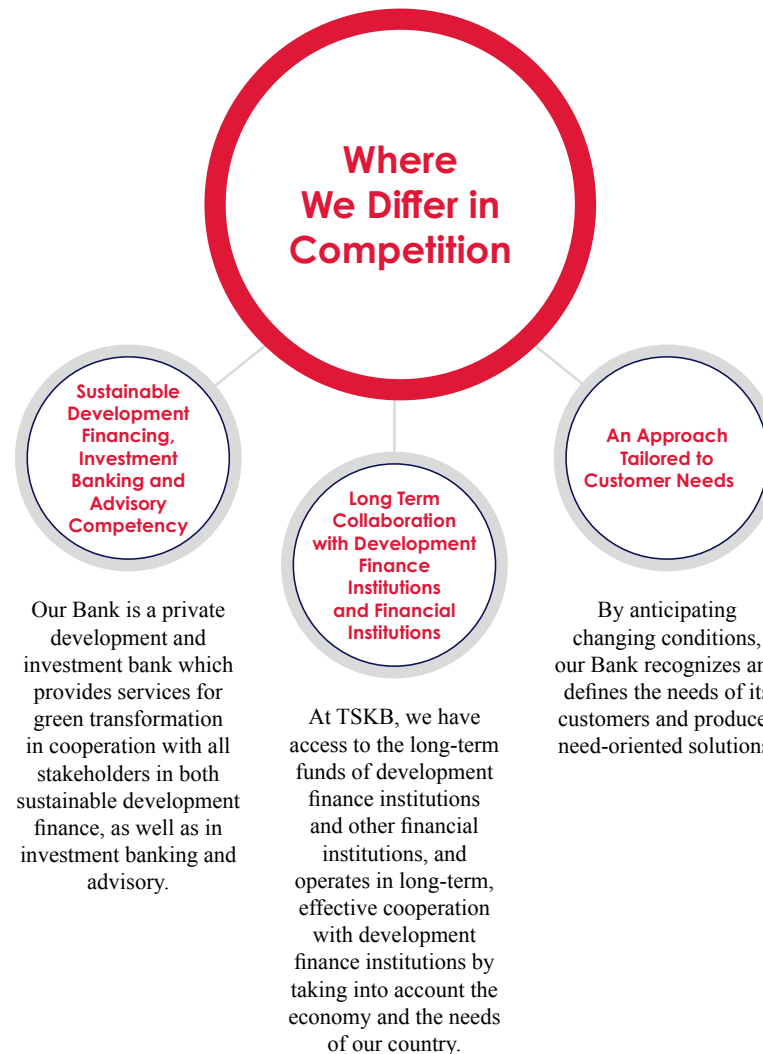 Where
We Differ in
Competition
Sustainable
Development
Financing,
Investment
Banking and
Advisory
Competency
Our Bank is a private
development and
investment bank which
provides services for
green transformation
in cooperation with all
stakeholders in both
sustainable development
finance, as well as in
investment banking and
advisory.
Long Term
Collaboration
with Development
Finance
Institutions
and Financial
Institutions
At TSKB, we have
access to the long-term
funds of development
finance institutions
and other financial
institutions, and
operates in long-term,
effective cooperation
with development
finance institutions by
taking into account the
economy and the needs
of our country.
An Approach
Tailored to
Customer Needs
By anticipating
changing conditions,
our Bank recognizes an
defines the needs of its
customers and produce
need-oriented solutions